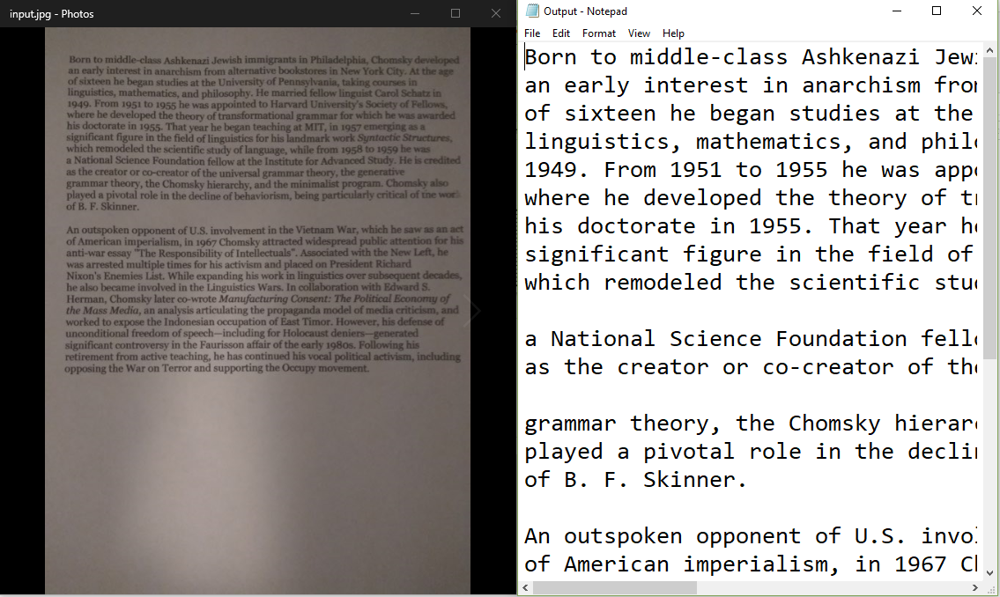 input.jpg - Photos
Born to middle-class Ashkenazi Jewish immigrants in Philadelphia, Chomsky developed
an early interest in anarchism from alternative bookstores in New York City. At the age
of sixteen he began studies at the University of Pennsylvania, taking courses in
linguistics, mathematics, and philosophy. He married fellow linguist Carol Schatz in
1949. From 1951 to 1955 he was appointed to Harvard University's Society of Fellows,
where he developed the theory of transformational grammar for which he was awarded
his doctorate in 1955. That year he began teaching at MIT, in 1957 emerging as a
significant figure in the field of linguistics for his landmark work Syntactic Structures,
which remodeled the scientific study of language, while from 1958 to 1959 he was
a National Science Foundation fellow at the Institute for Advanced Study. He is credited
as the creator or co-creator of the universal grammar theory, the generative
grammar theory, the Chomsky hierarchy, and the minimalist program. Chomsky also
played a pivotal role in the decline of behaviorism, being particularly critical of the work
of B. F. Skinner.
An outspoken opponent of U.S. involvement in the Vietnam War, which he saw as an act
of American imperialism, in 1967 Chomsky attracted widespread public attention for his
anti-war essay "The Responsibility of Intellectuals". Associated with the New Left, he
was arrested multiple times for his activism and placed on President Richard
Nixon's Enemies List. While expanding his work in linguistics over subsequent decades,
he also became involved in the Linguistics Wars. In collaboration with Edward S.
Herman, Chomsky later co-wrote Manufacturing Consent: The Political Economy of
the Mass Media, an analysis articulating the propaganda model of media criticism, and
worked to expose the Indonesian occupation of East Timor. However, his defense of
unconditional freedom of speech—including for Holocaust deniers—generated
significant controversy in the Faurisson affair of the early 1980s. Following his
retirement from active teaching, he has continued his vocal political activism, including
opposing the War on Terror and supporting the Occupy movement.
Output - Notepad
File Edit Format View Help
Born to middle-class Ashkenazi
an early interest in anarchism
of sixteen he began studies at the
linguistics, mathematics, and
1949. From 1951 to 1955 he was
where he developed the theory of
his doctorate in 1955. That year
significant figure in the field of
which remodeled the scientific
a National Science Foundation
as the creator or co-creator of
grammar theory, the Chomsky
played a pivotal role in the
of B. F. Skinner.
An outspoken opponent of U.S.
of American imperialism, in 1967